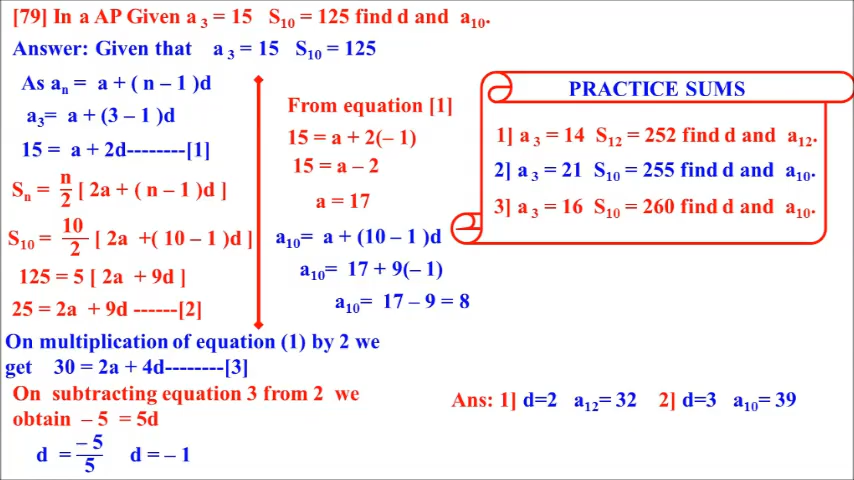 [79] In a AP Given a ₃ = 15 S₁₀ = 125 find d and a₁₀.
Answer: Given that a ₃ = 15 S₁₀ = 125
As aₙ = a + ( n – 1 )d
a₃= a + (3 – 1 )d
15 = a + 2d--------[1]
Sₙ = n/2 [ 2a + ( n – 1 )d ]
S₁₀ = 10/2 [ 2a +( 10 – 1 )d ]
125 = 5 [ 2a + 9d ]
25 = 2a + 9d ------[2]
On multiplication of equation (1) by 2 we
get 30 = 2a + 4d--------[3]
On subtracting equation 3 from 2 we
obtain – 5 = 5d
d = – 5/5 d = – 1
From equation [1]
15 = a + 2(– 1)
15 = a – 2
a = 17
a₁₀= a + (10 – 1 )d
a₁₀= 17 + 9(– 1)
a₁₀= 17 – 9 = 8
PRACTICE SUMS
1] a ₃ = 14 S₁₂ = 252 find d and a₁₂.
2] a ₃ = 21 S₁₀ = 255 find d and a₁₀.
3] a ₃ = 16 S₁₀ = 260 find d and a₁₀.
Ans: 1] d=2 a₁₂= 32 2] d=3 a₁₀= 39